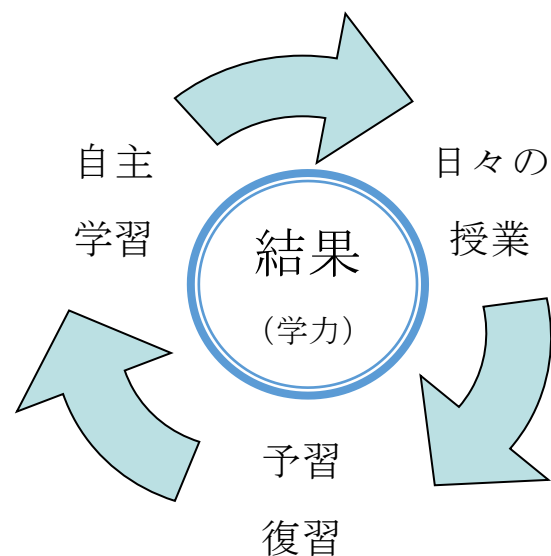 自主
学習
日々の
授業
結果
（学力）
予習
復習